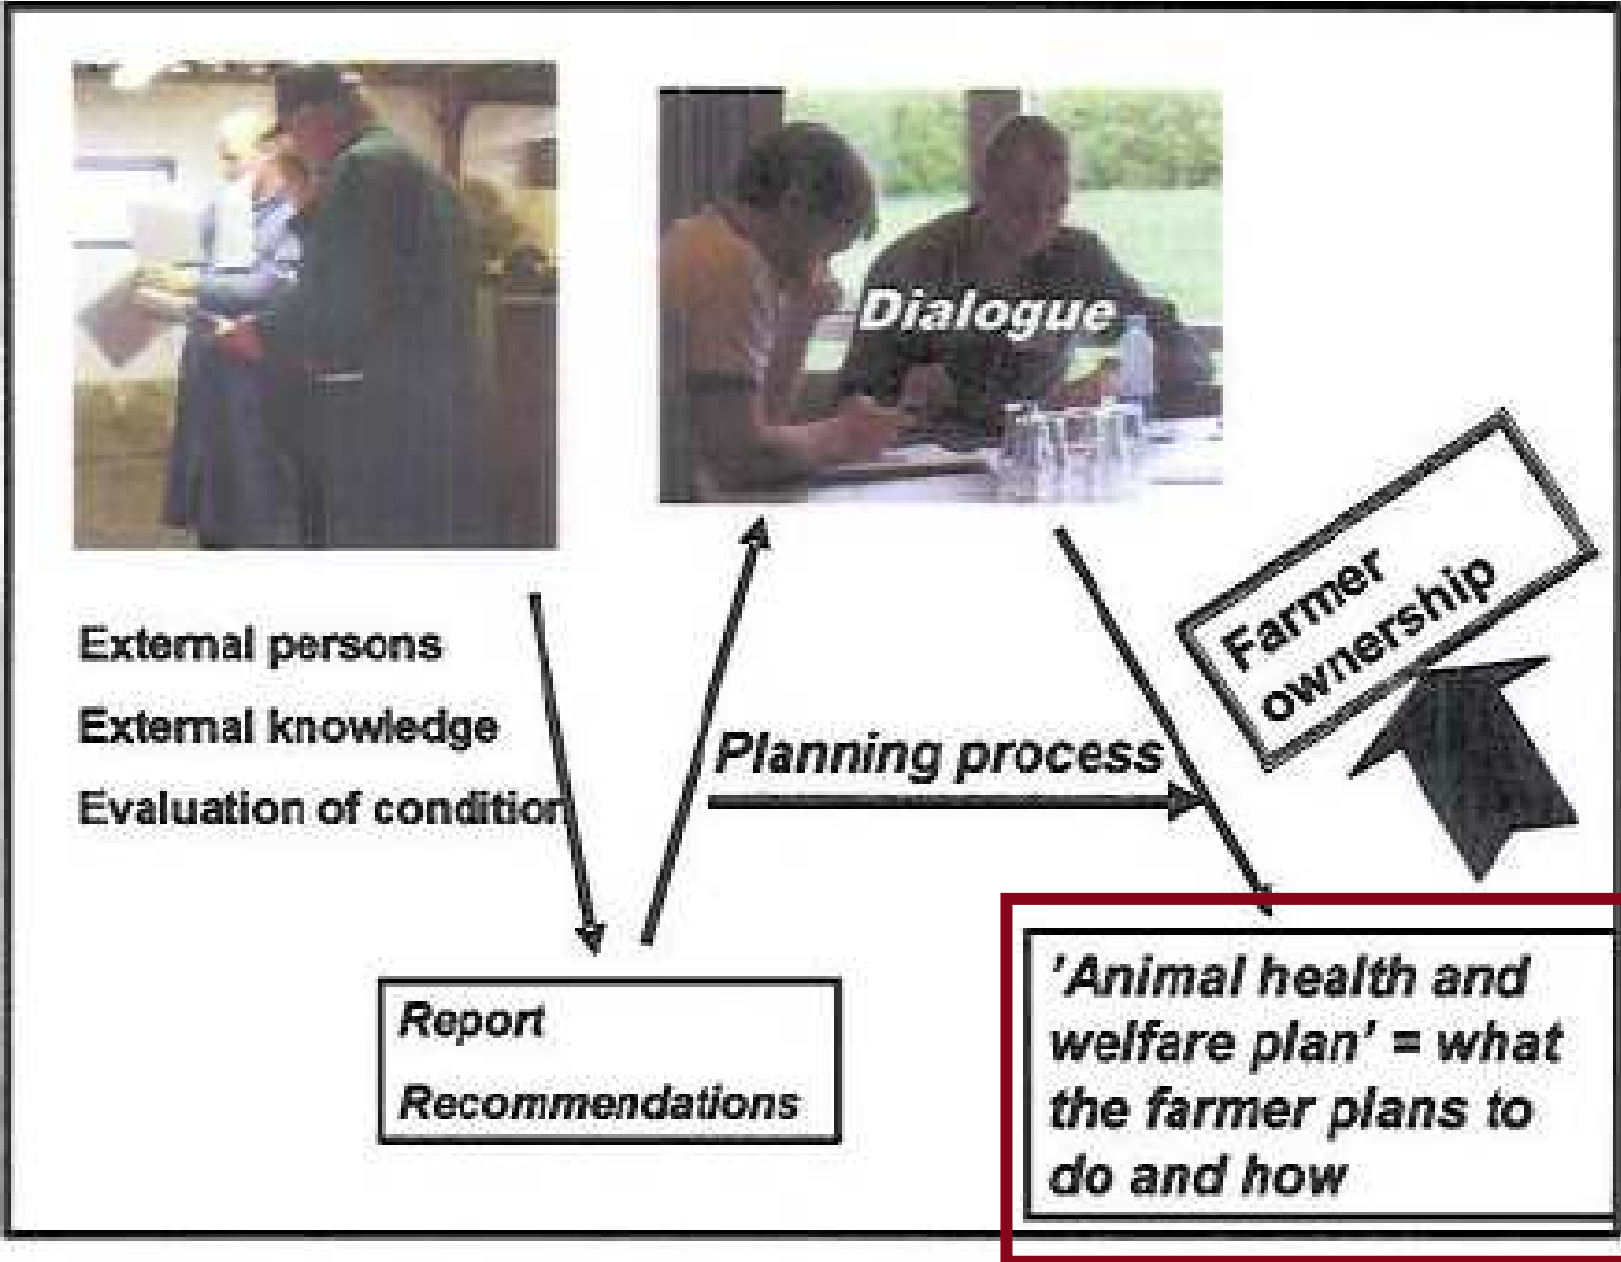 Dialogue
Farmer
ownership
External persons
External knowledge
Evaluation of condition
Planning process
Report
Recommendations
'Animal health and
welfare plan' = what
the farmer plans to
do and how